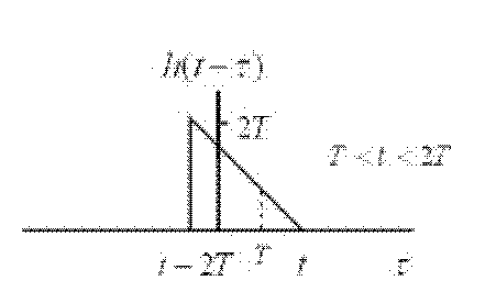 h(t − τ)
2T
T < t < 2T
t − 2T T t τ